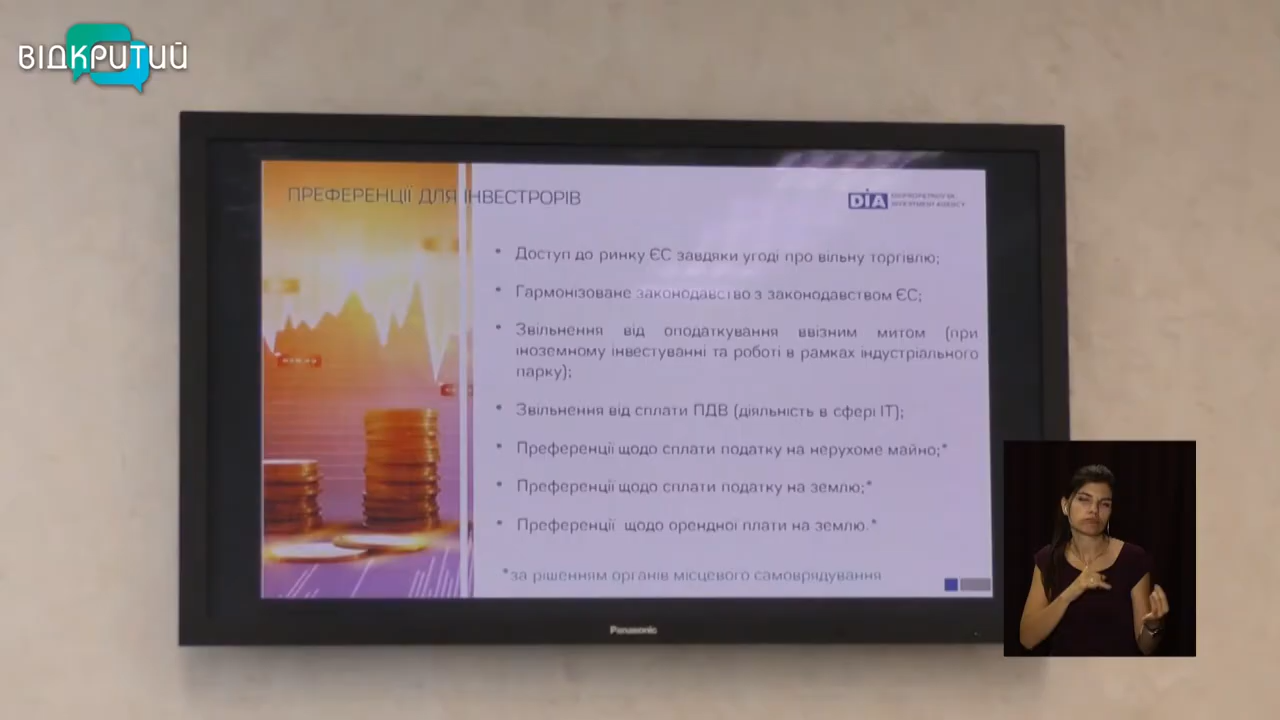 ВІДКРИТИЙ
ПРЕФЕРЕНЦІЇ ДЛЯ ІНВЕСТРОРІВ
DIA
INVESTMENT AGENCY
• Доступ до ринку ЄС завдяки угоді про вільну торгівлю;
• Гармонізоване законодавство з законодавством ЄС;
• Звільнення від оподаткування ввізним митом (при
іноземному інвестуванні та роботі в рамках індустріального
парку);
• Звільнення від сплати ПДВ (діяльність в сфері ІТ);
• Преференції щодо сплати податку на нерухоме майно;*
• Преференції щодо сплати податку на землю;*
• Преференції щодо орендної плати на землю.*
*за рішенням органів місцевого самоврядування
Panasonic